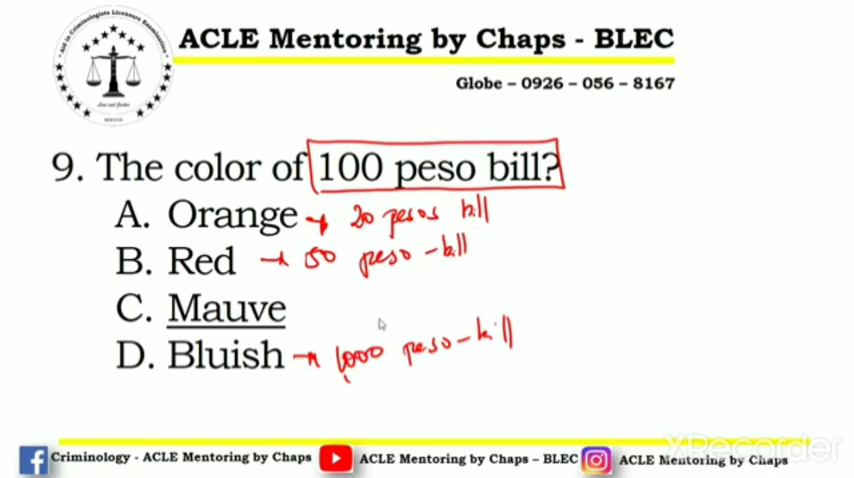 ACLE Mentoring by Chaps - BLEC
Globe – 0926 – 056 – 8167
9. The color of 100 peso bill?
A. Orange → 20 pesos bill
B. Red → 50 peso - bill
C. Mauve
D. Bluish → 1,000 peso - bill
Criminology - ACLE Mentoring by Chaps ACLE Mentoring by Chaps – BLEC ACLE Mentoring by Chaps
XRecorder